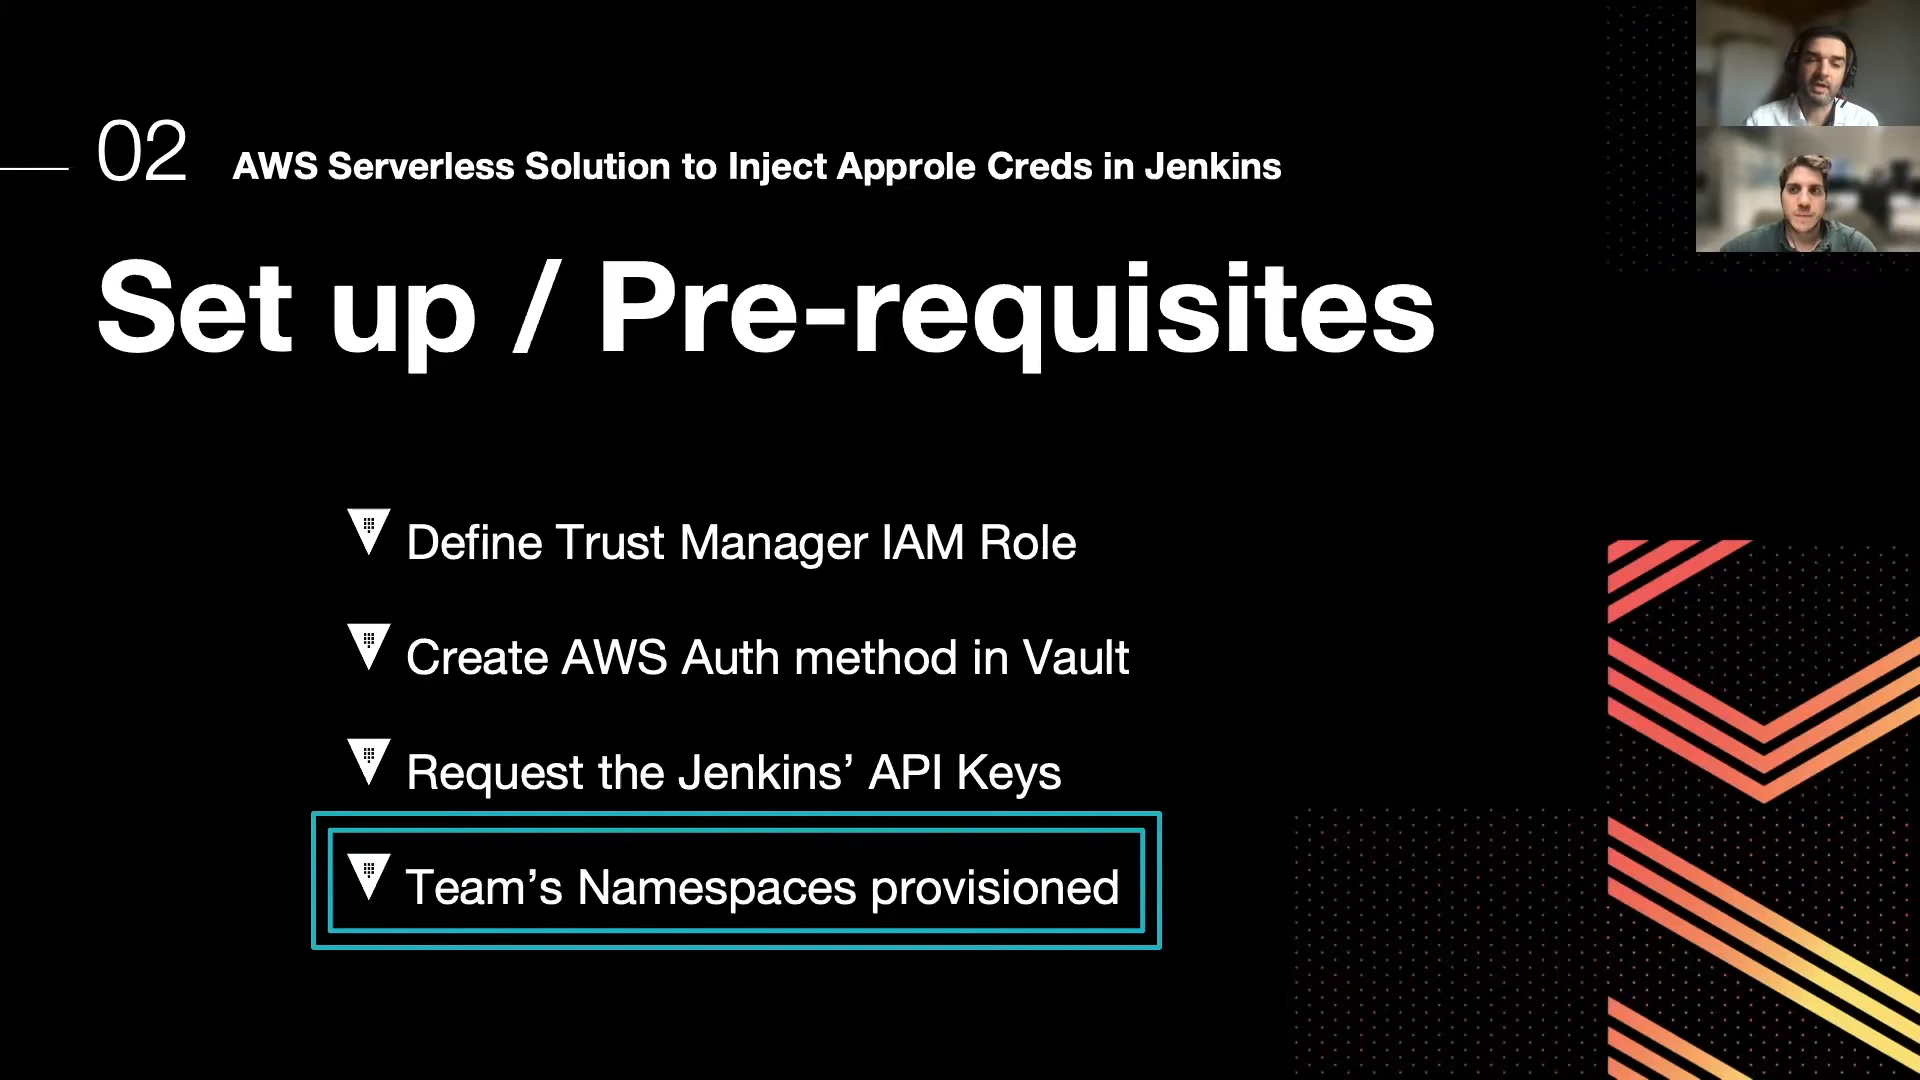 02
AWS Serverless Solution to Inject Approle Creds in Jenkins
Set up / Pre-requisites
Define Trust Manager IAM Role
Create AWS Auth method in Vault
Request the Jenkins’ API Keys
Team’s Namespaces provisioned